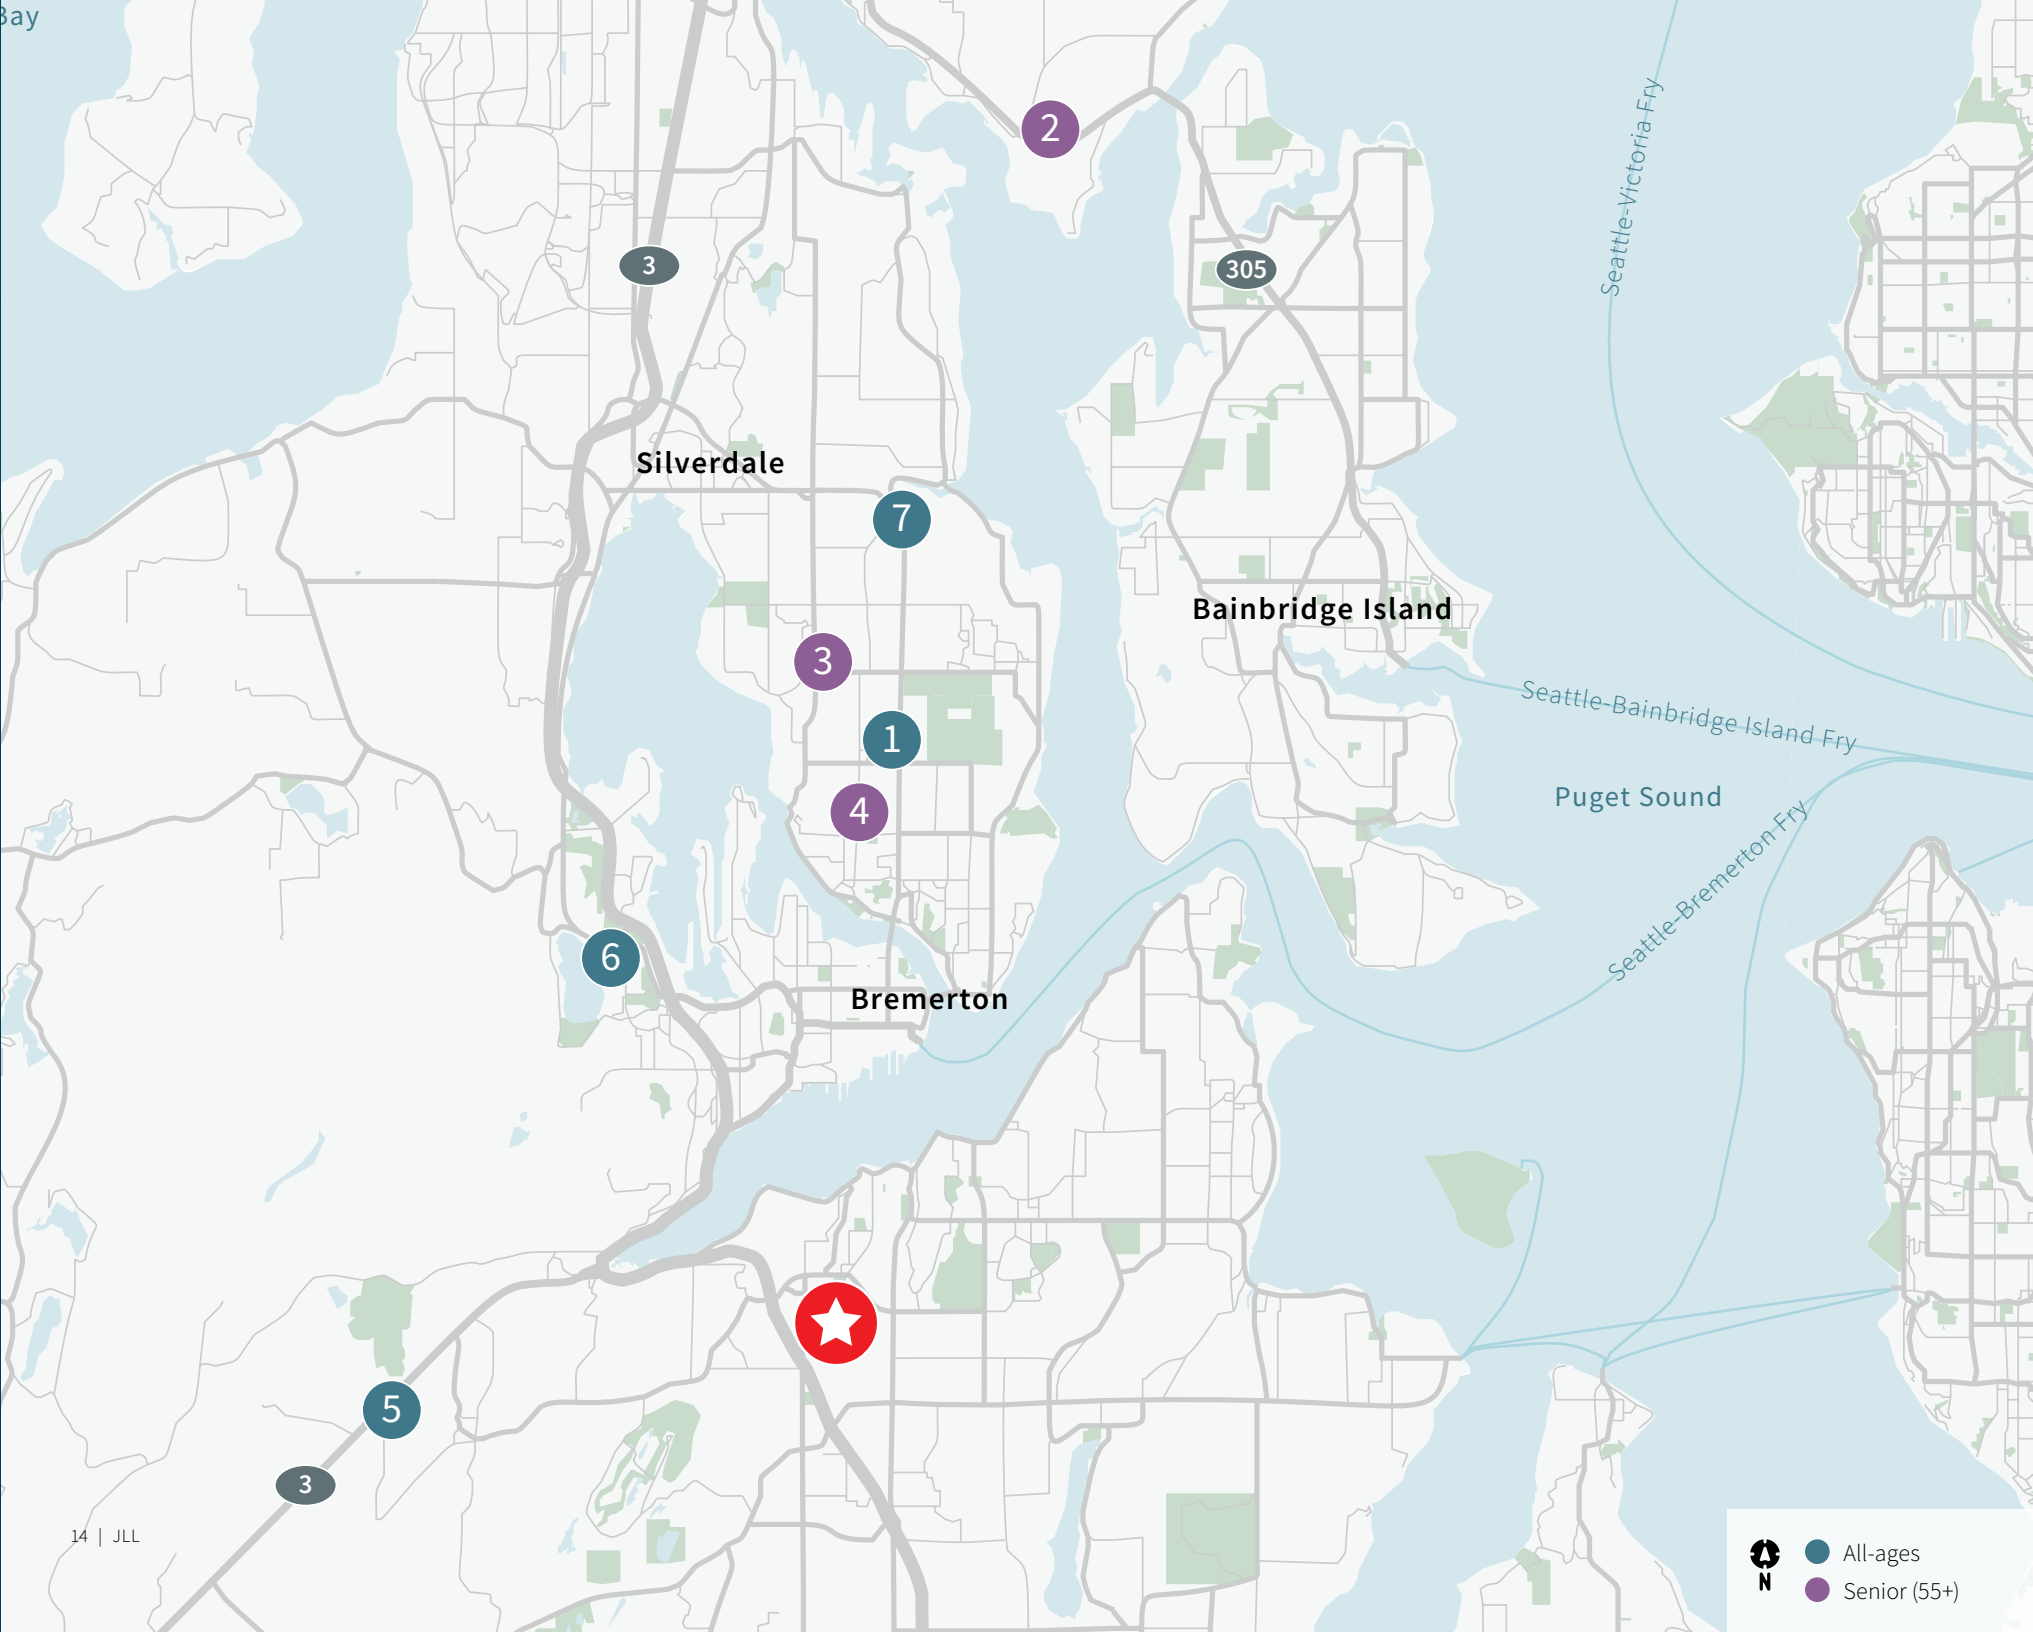 Bay
2
3
305
Seattle-Victoria Fry
Silverdale
7
Bainbridge Island
3
Seattle-Bainbridge Island Fry
1
Puget Sound
4
Seattle-Bremerton Fry
6
Bremerton
5
3
14 | JLL
N
All-ages
Senior (55+)